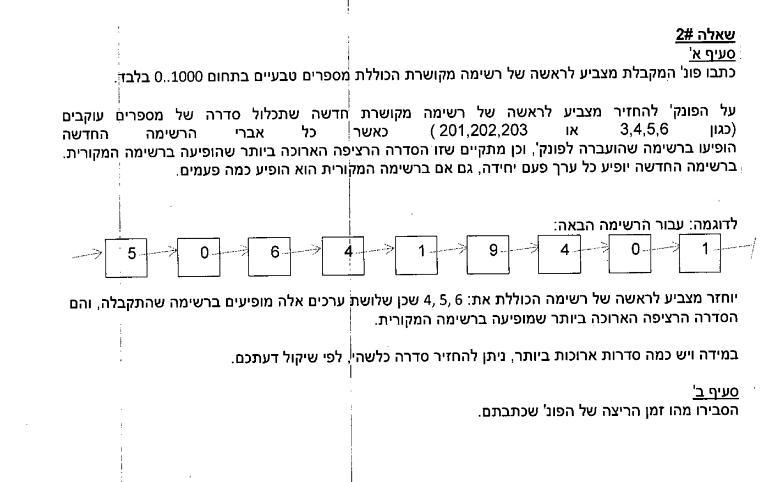 שאלה #2
סעיף א'
כתבו פונ' המקבלת מצביע לראשה של רשימה מקושרת הכוללת מספרים טבעיים בתחום 0..1000 בלבד.
על הפונק' להחזיר מצביע לראשה של רשימה מקושרת חדשה שתכלול סדרה של מספרים עוקבים
(כגון 3,4,5,6 או 201,202,203 ) כאשר כל אברי הרשימה החדשה
הופיעו ברשימה שהועברה לפונק', וכן מתקיים שזו הסדרה הרציפה הארוכה ביותר שהופיעה ברשימה המקורית.
ברשימה החדשה יופיע כל ערך פעם יחידה, גם אם ברשימה המקורית הוא הופיע כמה פעמים.
לדוגמה: עבור הרשימה הבאה:
5 0 6 4 1 9 4 0 1
יוחזר מצביע לראשה של רשימה הכוללת את: 4, 5, 6 שכן שלושת ערכים אלה מופיעים ברשימה שהתקבלה, והם
הסדרה הרציפה הארוכה ביותר שמופיעה ברשימה המקורית.
במידה ויש כמה סדרות ארוכות ביותר, ניתן להחזיר סדרה כלשהי, לפי שיקול דעתכם.
סעיף ב'
הסבירו מהו זמן הריצה של הפונ' שכתבתם.